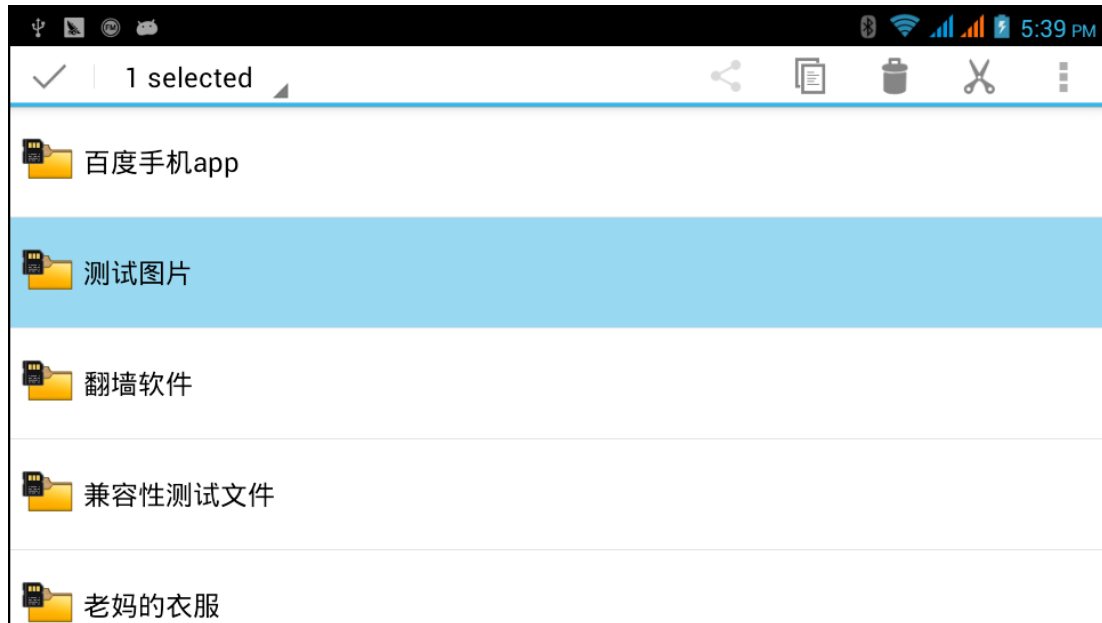 5:39 PM
1 selected
百度手机app
测试图片
翻墙软件
兼容性测试文件
老妈的衣服